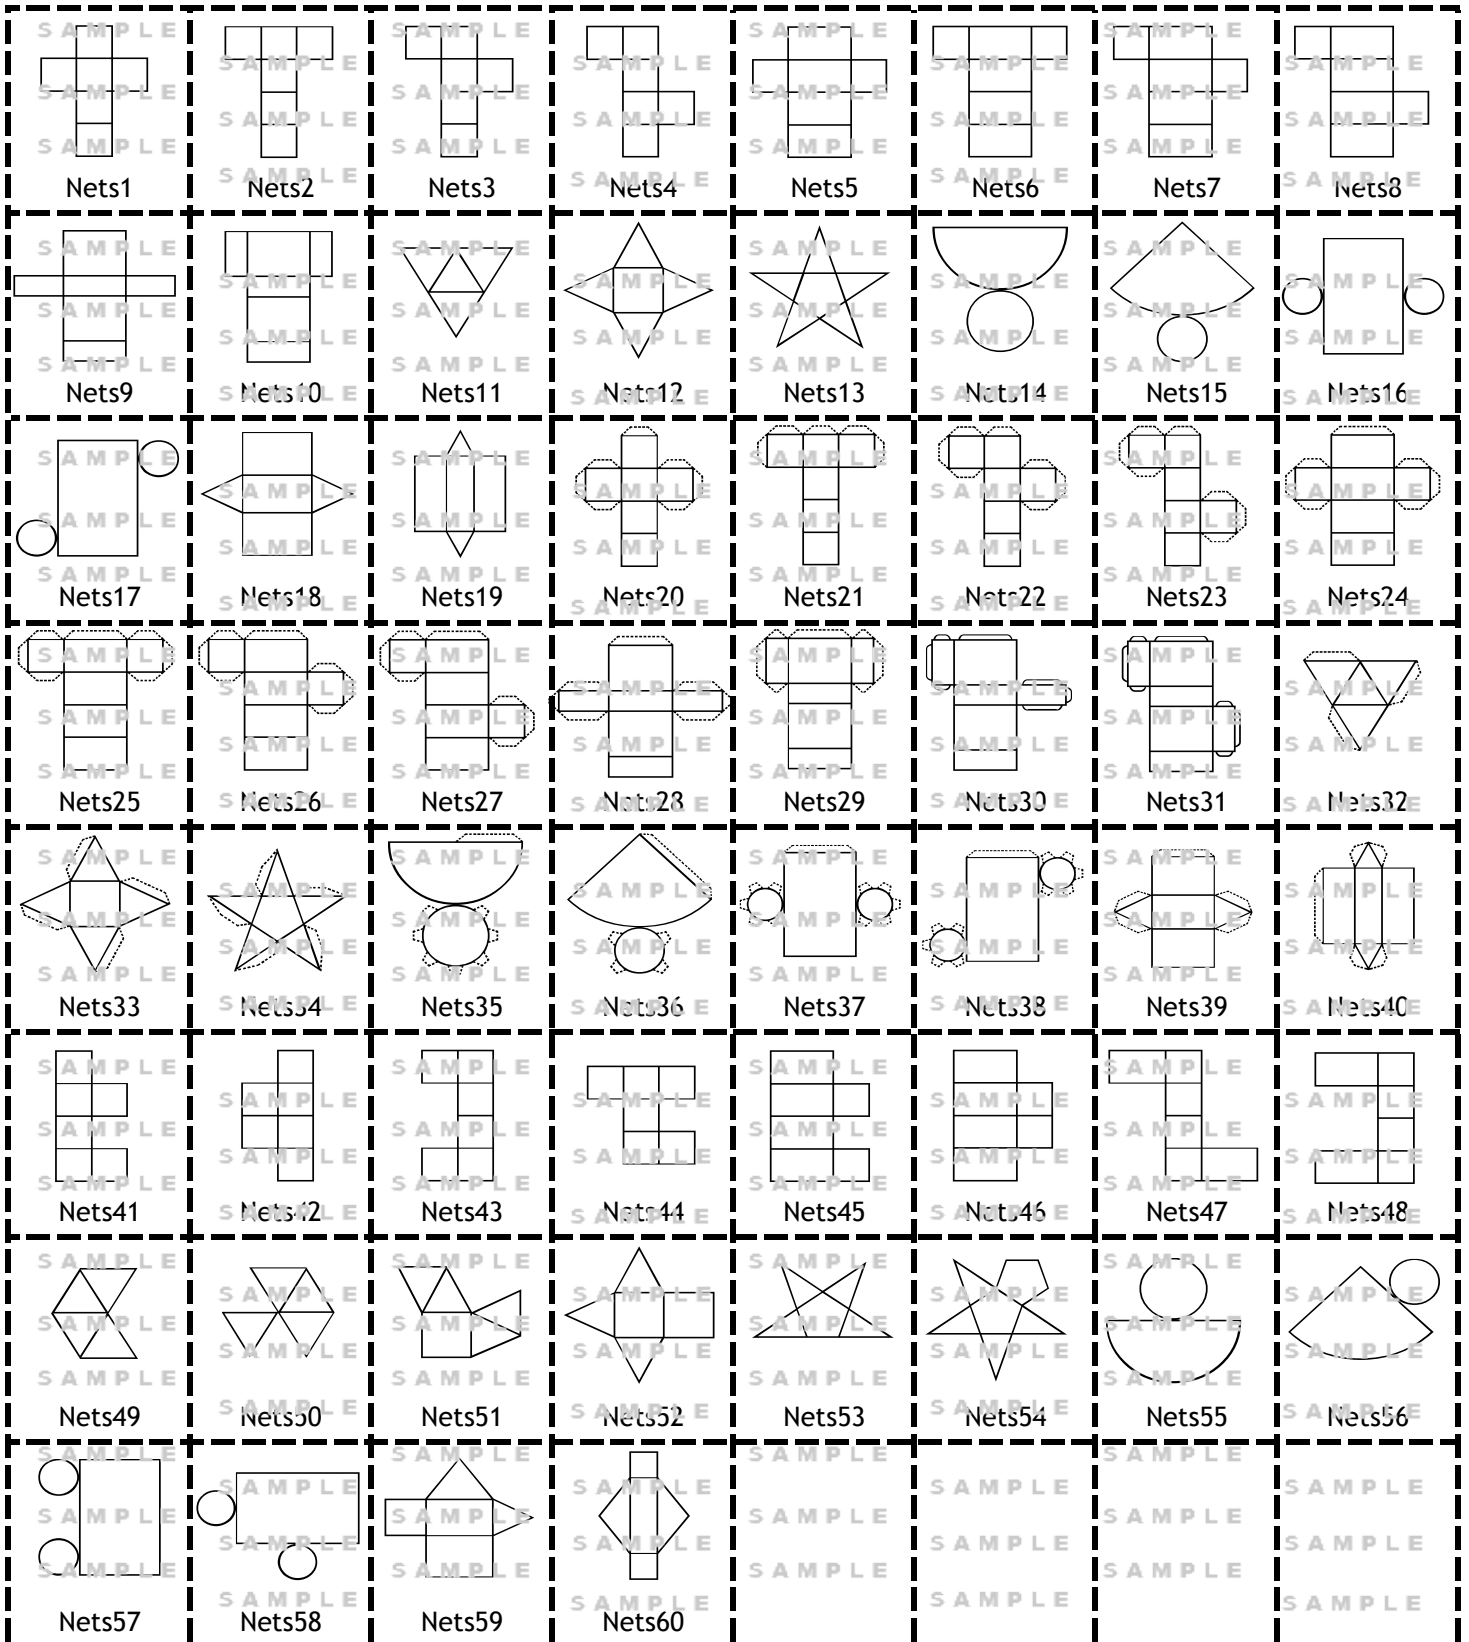 SAMPLE
Nets1 Nets2 Nets3 Nets4 Nets5 Nets6 Nets7 Nets8
Nets9 Nets10 Nets11 Nets12 Nets13 Nets14 Nets15 Nets16
Nets17 Nets18 Nets19 Nets20 Nets21 Nets22 Nets23 Nets24
Nets25 Nets26 Nets27 Nets28 Nets29 Nets30 Nets31 Nets32
Nets33 Nets34 Nets35 Nets36 Nets37 Nets38 Nets39 Nets40
Nets41 Nets42 Nets43 Nets44 Nets45 Nets46 Nets47 Nets48
Nets49 Nets50 Nets51 Nets52 Nets53 Nets54 Nets55 Nets56
Nets57 Nets58 Nets59 Nets60